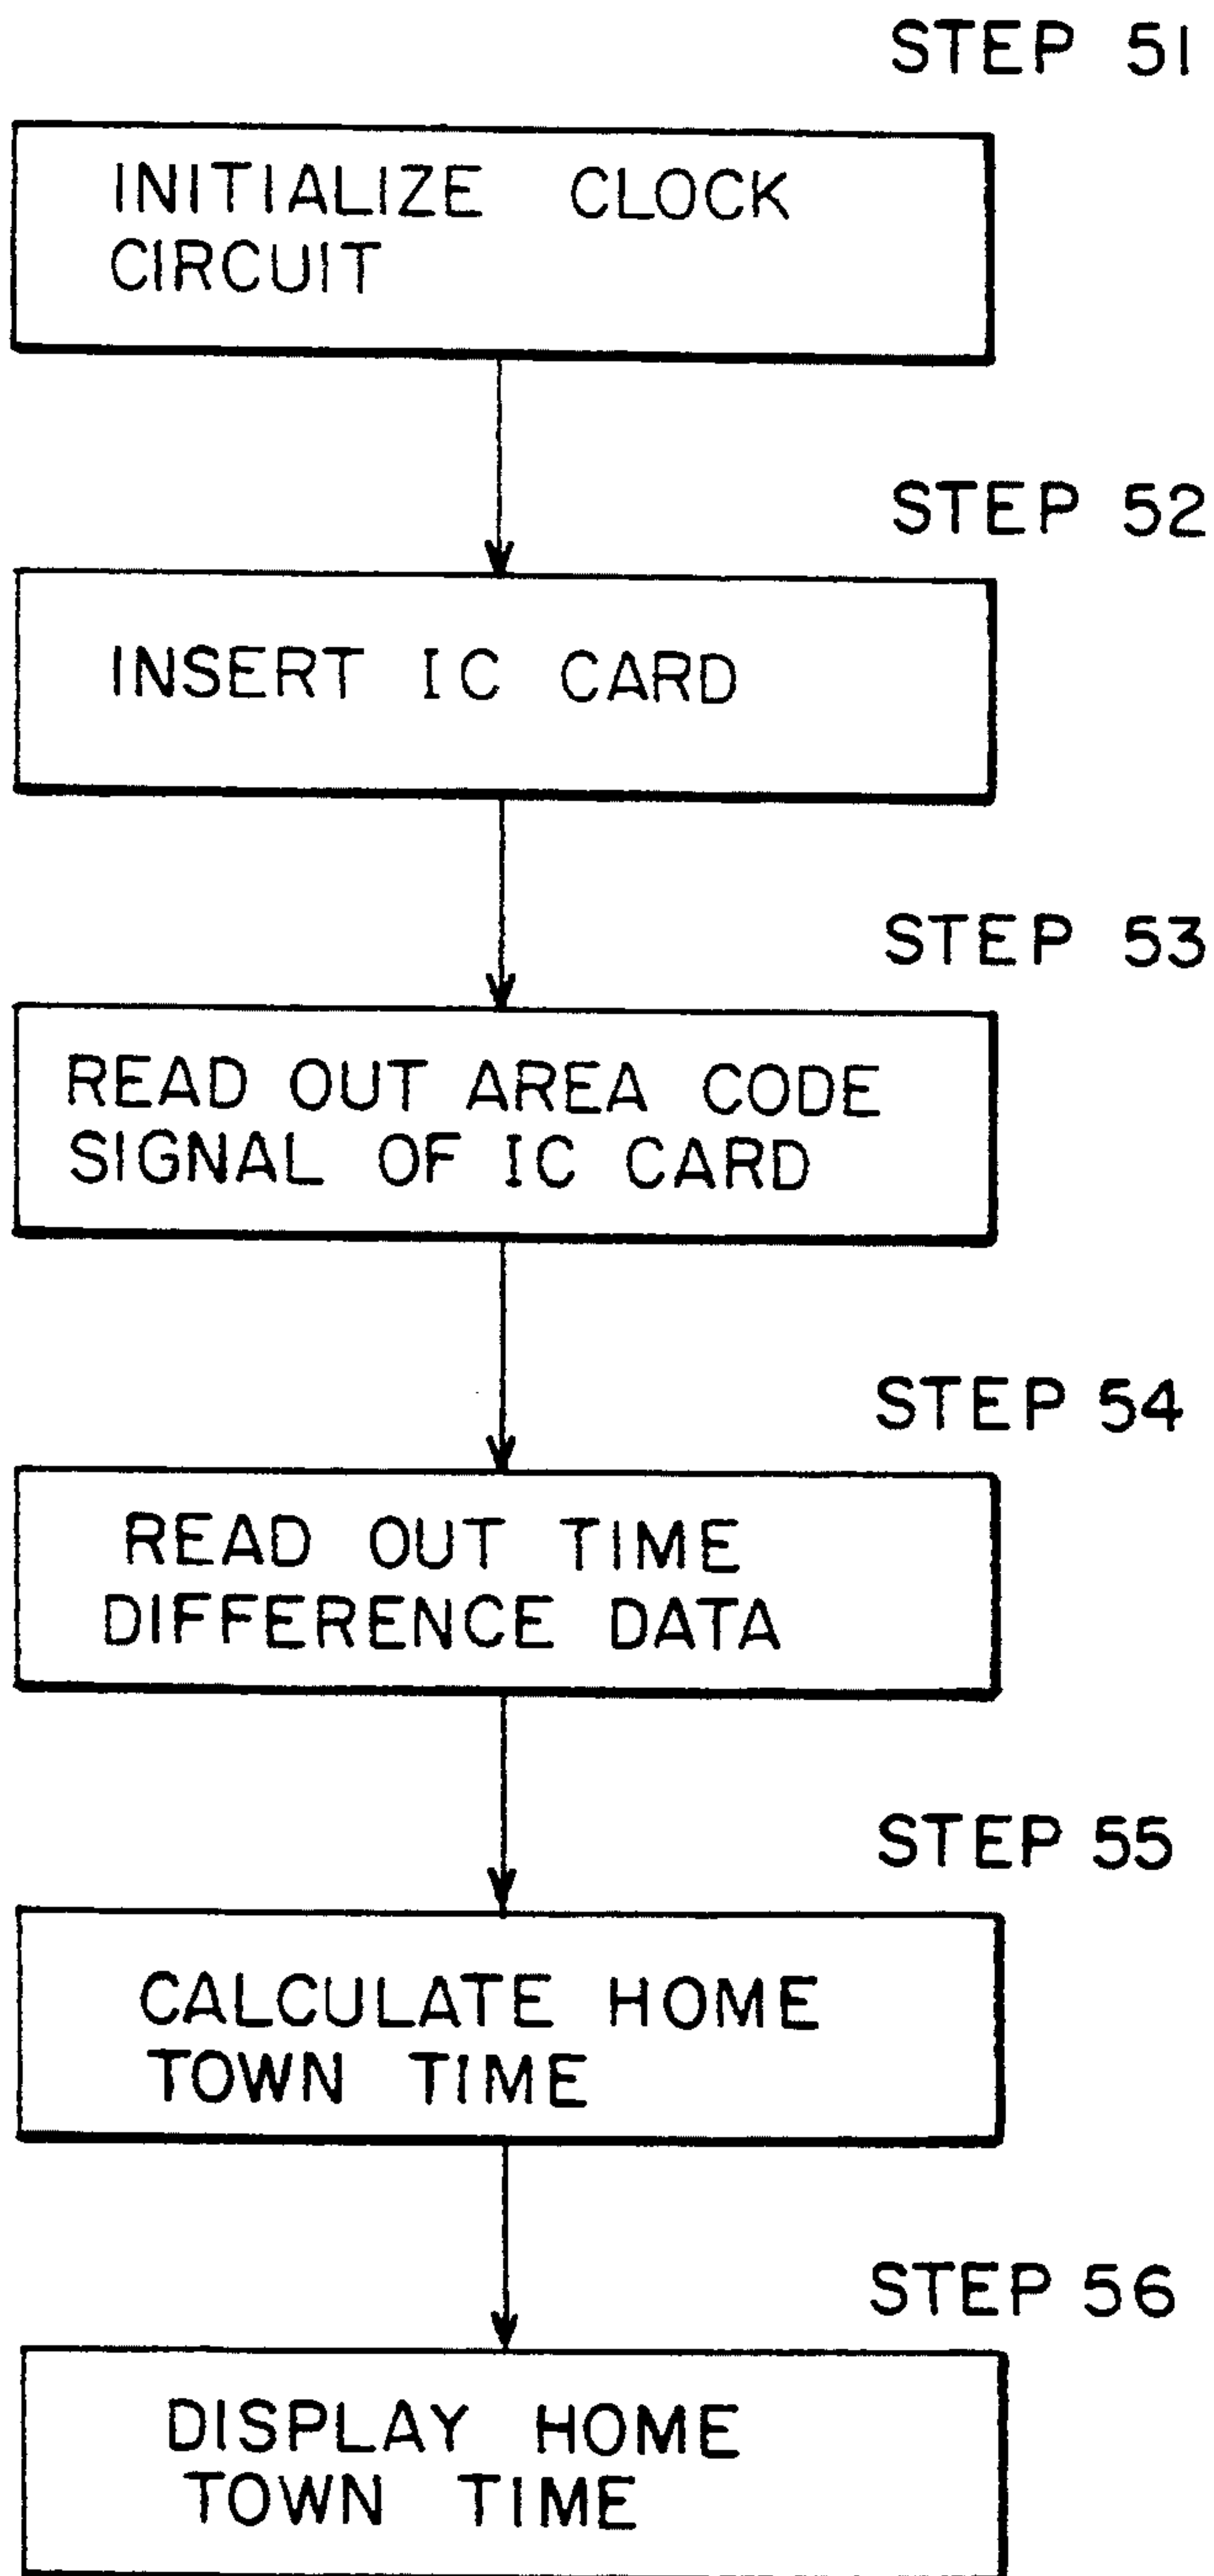 STEP 51
INITIALIZE CLOCK
CIRCUIT
STEP 52
INSERT IC CARD
STEP 53
READ OUT AREA CODE
SIGNAL OF IC CARD
STEP 54
READ OUT TIME
DIFFERENCE DATA
STEP 55
CALCULATE HOME
TOWN TIME
STEP 56
DISPLAY HOME
TOWN TIME